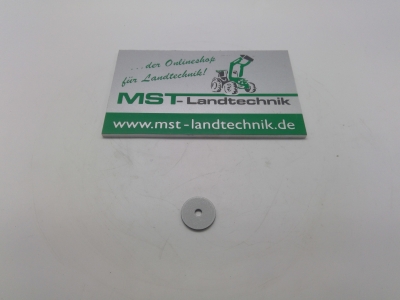 ...der Onlineshop
für Landtechnik!
MST-Landtechnik
www.mst-landtechnik.de